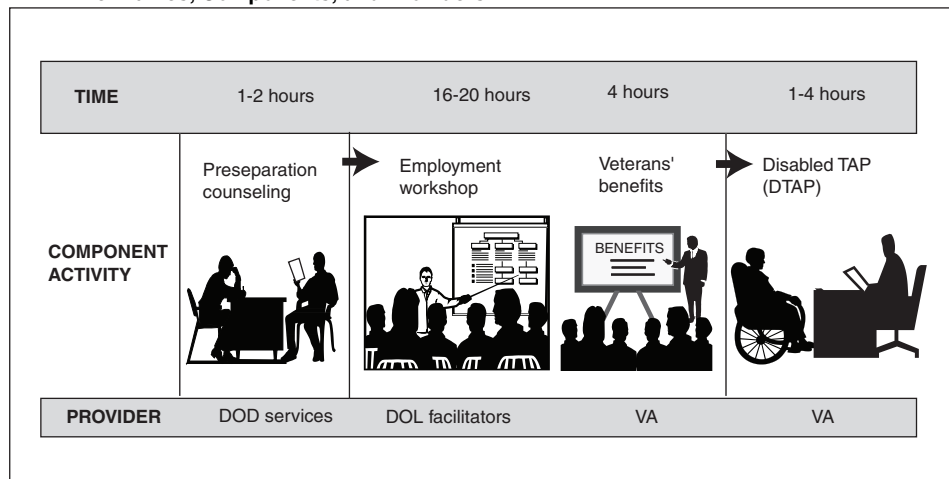 TIME 1-2 hours 16-20 hours 4 hours 1-4 hours
Preseparation counseling
Employment workshop
Veterans' benefits
Disabled TAP (DTAP)
COMPONENT ACTIVITY
BENEFITS
PROVIDER DOD services DOL facilitators VA VA